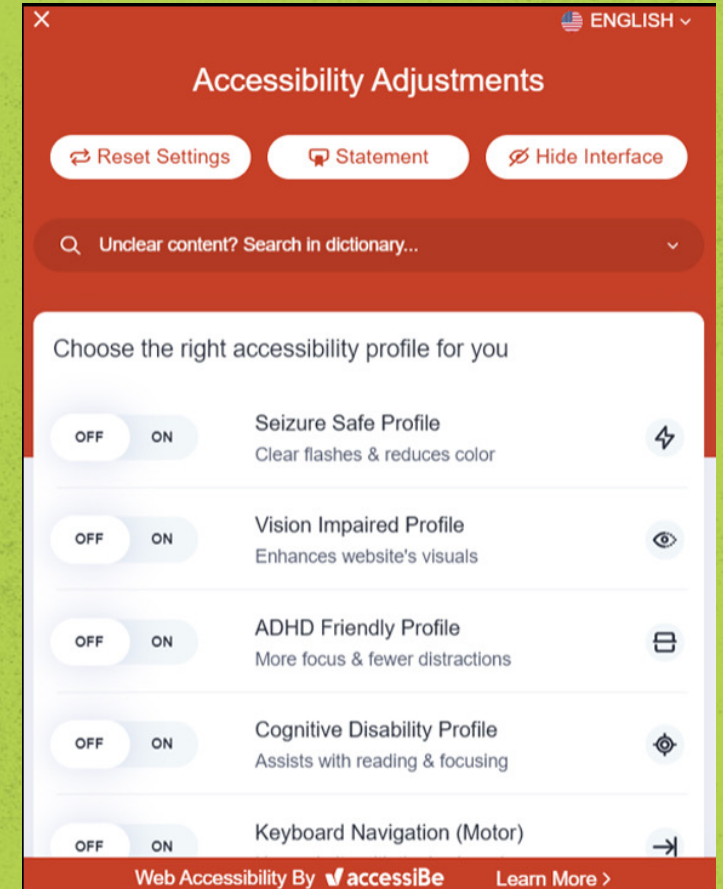 ENGLISH
Accessibility Adjustments
Reset Settings
Statement
Hide Interface
Unclear content? Search in dictionary...
Choose the right accessibility profile for you
OFF ON Seizure Safe Profile
Clear flashes & reduces color
OFF ON Vision Impaired Profile
Enhances website's visuals
OFF ON ADHD Friendly Profile
More focus & fewer distractions
OFF ON Cognitive Disability Profile
Assists with reading & focusing
OFF ON Keyboard Navigation (Motor)
Web Accessibility By accessiBe Learn More >